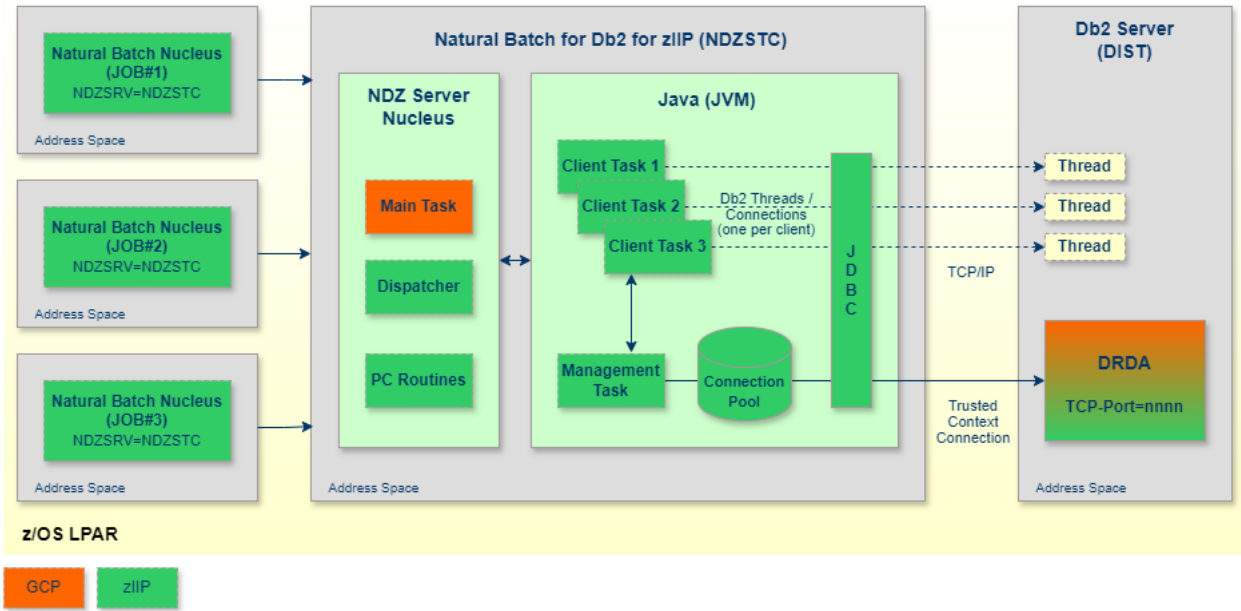 Natural Batch Nucleus
(JOB#1)
NDZSRV=NDZSTC
Address Space
Natural Batch Nucleus
(JOB#2)
NDZSRV=NDZSTC
Address Space
Natural Batch Nucleus
(JOB#3)
NDZSRV=NDZSTC
Address Space
Natural Batch for Db2 for zIIP (NDZSTC)
NDZ Server
Nucleus
Main Task
Dispatcher
PC Routines
Java (JVM)
Client Task 1
Client Task 2
Client Task 3
Db2 Threads /
Connections
(one per client)
Management
Task
Connection
Pool
J
D
B
C
Address Space
TCP/IP
Trusted
Context
Connection
Db2 Server
(DIST)
Thread
Thread
Thread
DRDA
TCP-Port=nnnn
Address Space
z/OS LPAR
GCP
zIIP